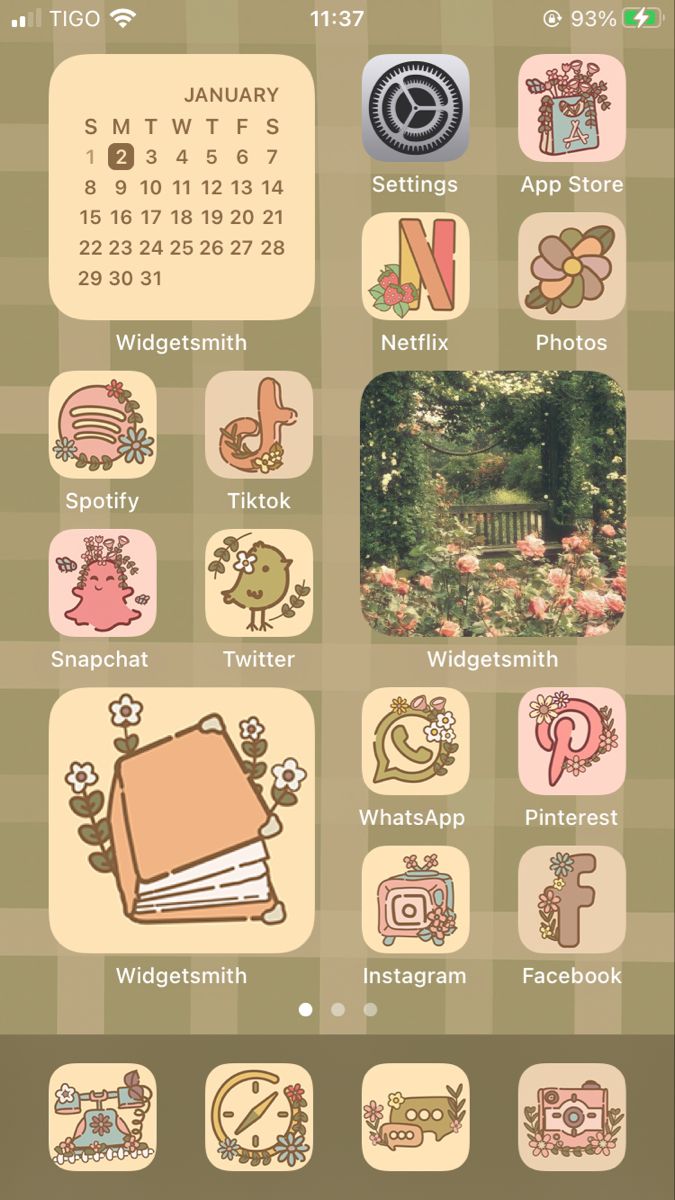 TIGO 11:37 93%
JANUARY
S M T W T F S
1 2 3 4 5 6 7
8 9 10 11 12 13 14
15 16 17 18 19 20 21
22 23 24 25 26 27 28
29 30 31
Widgetsmith
Settings
App Store
Netflix
Photos
Spotify
Tiktok
Snapchat
Twitter
Widgetsmith
Widgetsmith
WhatsApp
Pinterest
Instagram
Facebook